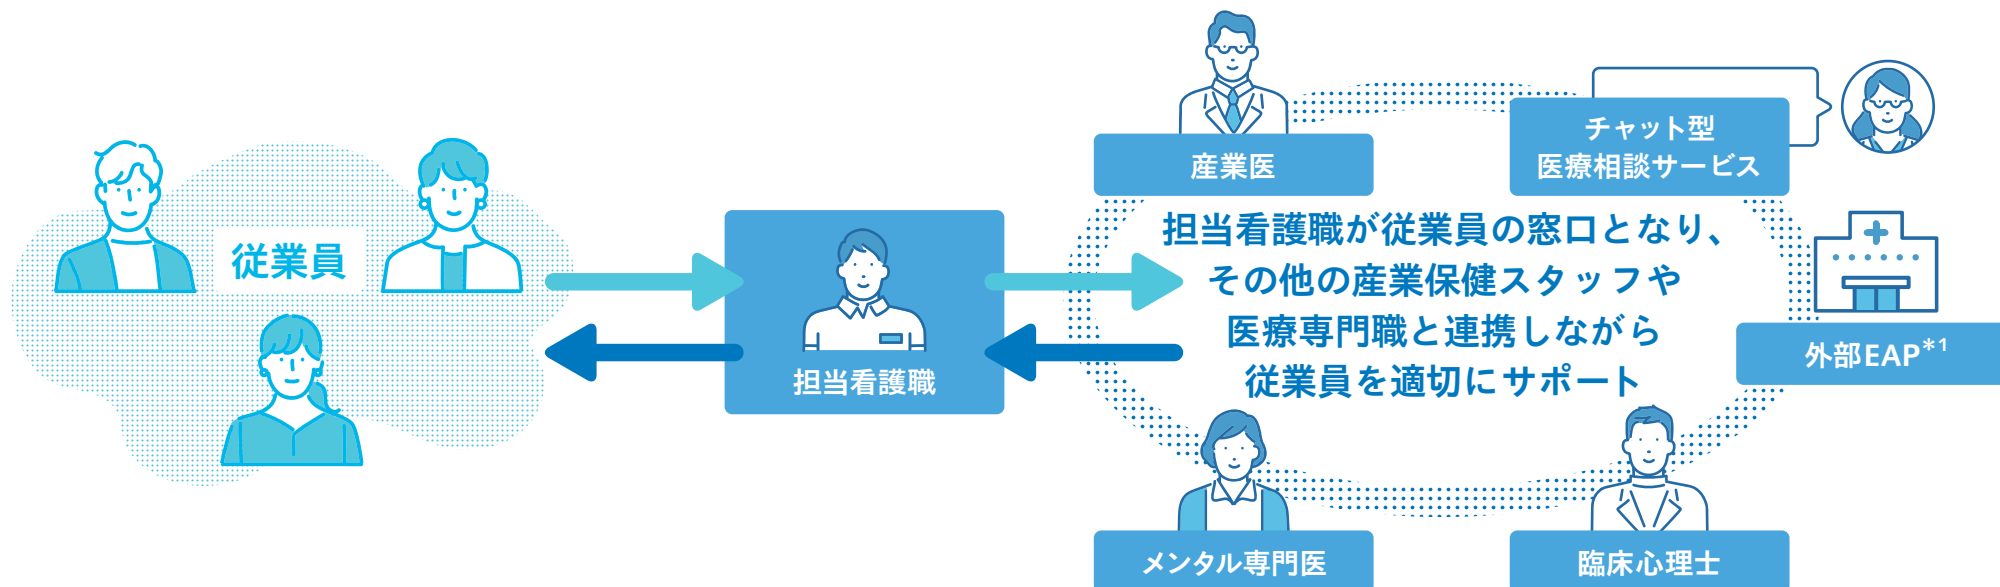 従業員
担当看護職
産業医
チャット型
医療相談サービス
担当看護職が従業員の窓口となり、
その他の産業保健スタッフや
医療専門職と連携しながら
従業員を適切にサポート
外部EAP*1
メンタル専門医
臨床心理士